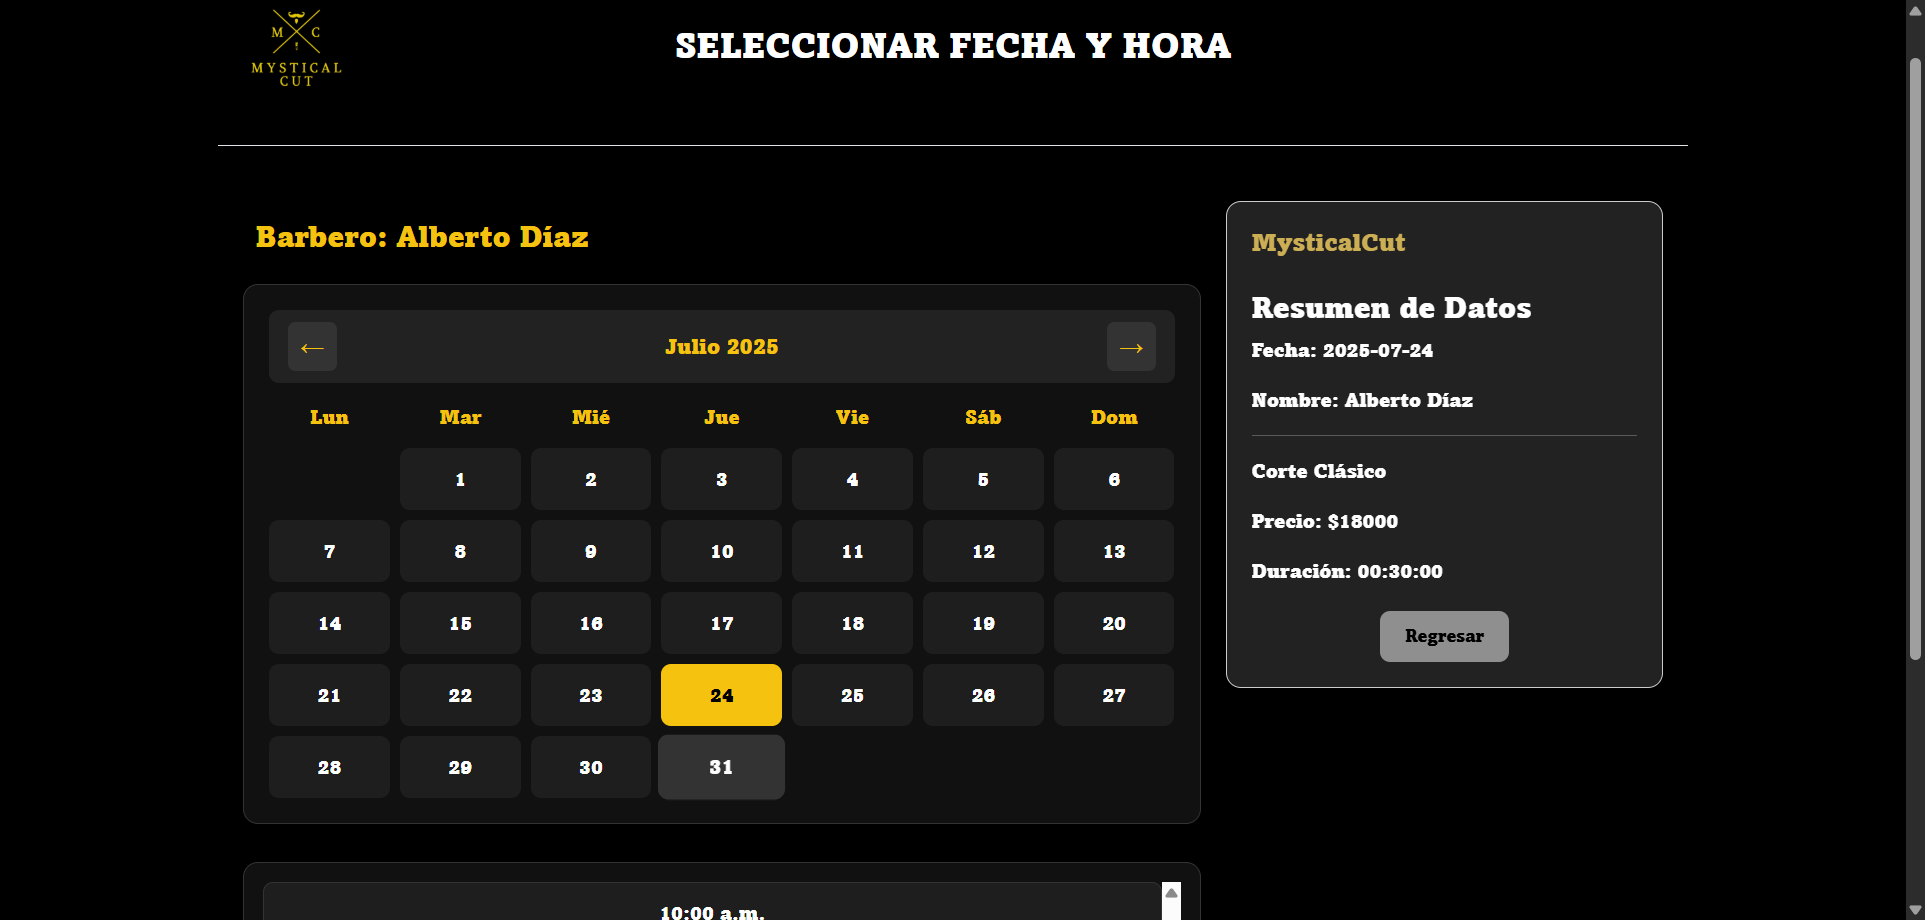 M C
MYSTICAL
CUT
SELECCIONAR FECHA Y HORA
Barbero: Alberto Díaz
← Julio 2025 →
Lun Mar Mié Jue Vie Sáb Dom
1 2 3 4 5 6
7 8 9 10 11 12 13
14 15 16 17 18 19 20
21 22 23 24 25 26 27
28 29 30 31
10:00 a.m.
MysticalCut
Resumen de Datos
Fecha: 2025-07-24
Nombre: Alberto Díaz
Corte Clásico
Precio: $18000
Duración: 00:30:00
Regresar